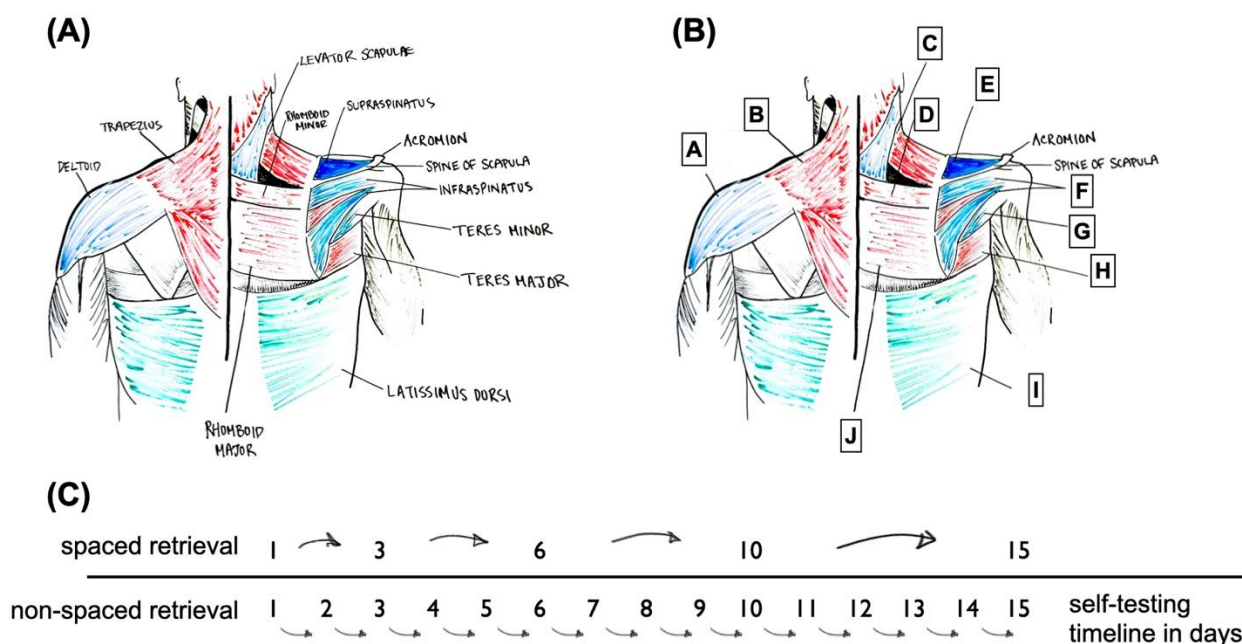 (A)
LEVATOR SCAPULAE
SUPRASPINATUS
RHOMBOID
MINOR
TRAPEZIUS
ACROMION
DELTOID
SPINE OF SCAPULA
INFRASPINATUS
TERES MINOR
TERES MAJOR
LATISSIMUS DORSI
RHOMBOID
MAJOR
(B)
C
E
B
D
ACROMION
A
SPINE OF SCAPULA
F
G
H
I
J
(C)
spaced retrieval 1 3 6 10 15
non-spaced retrieval 1 2 3 4 5 6 7 8 9 10 11 12 13 14 15 self-testing
timeline in days